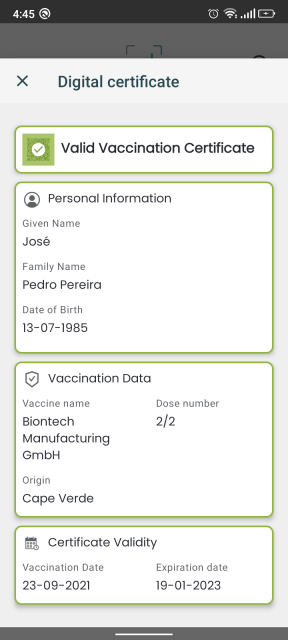 4:45
Digital certificate
Valid Vaccination Certificate
Personal Information
Given Name
José
Family Name
Pedro Pereira
Date of Birth
13-07-1985
Vaccination Data
Vaccine name
Dose number
Biontech
Manufacturing
GmbH
2/2
Origin
Cape Verde
Certificate Validity
Vaccination Date
Expiration date
23-09-2021
19-01-2023